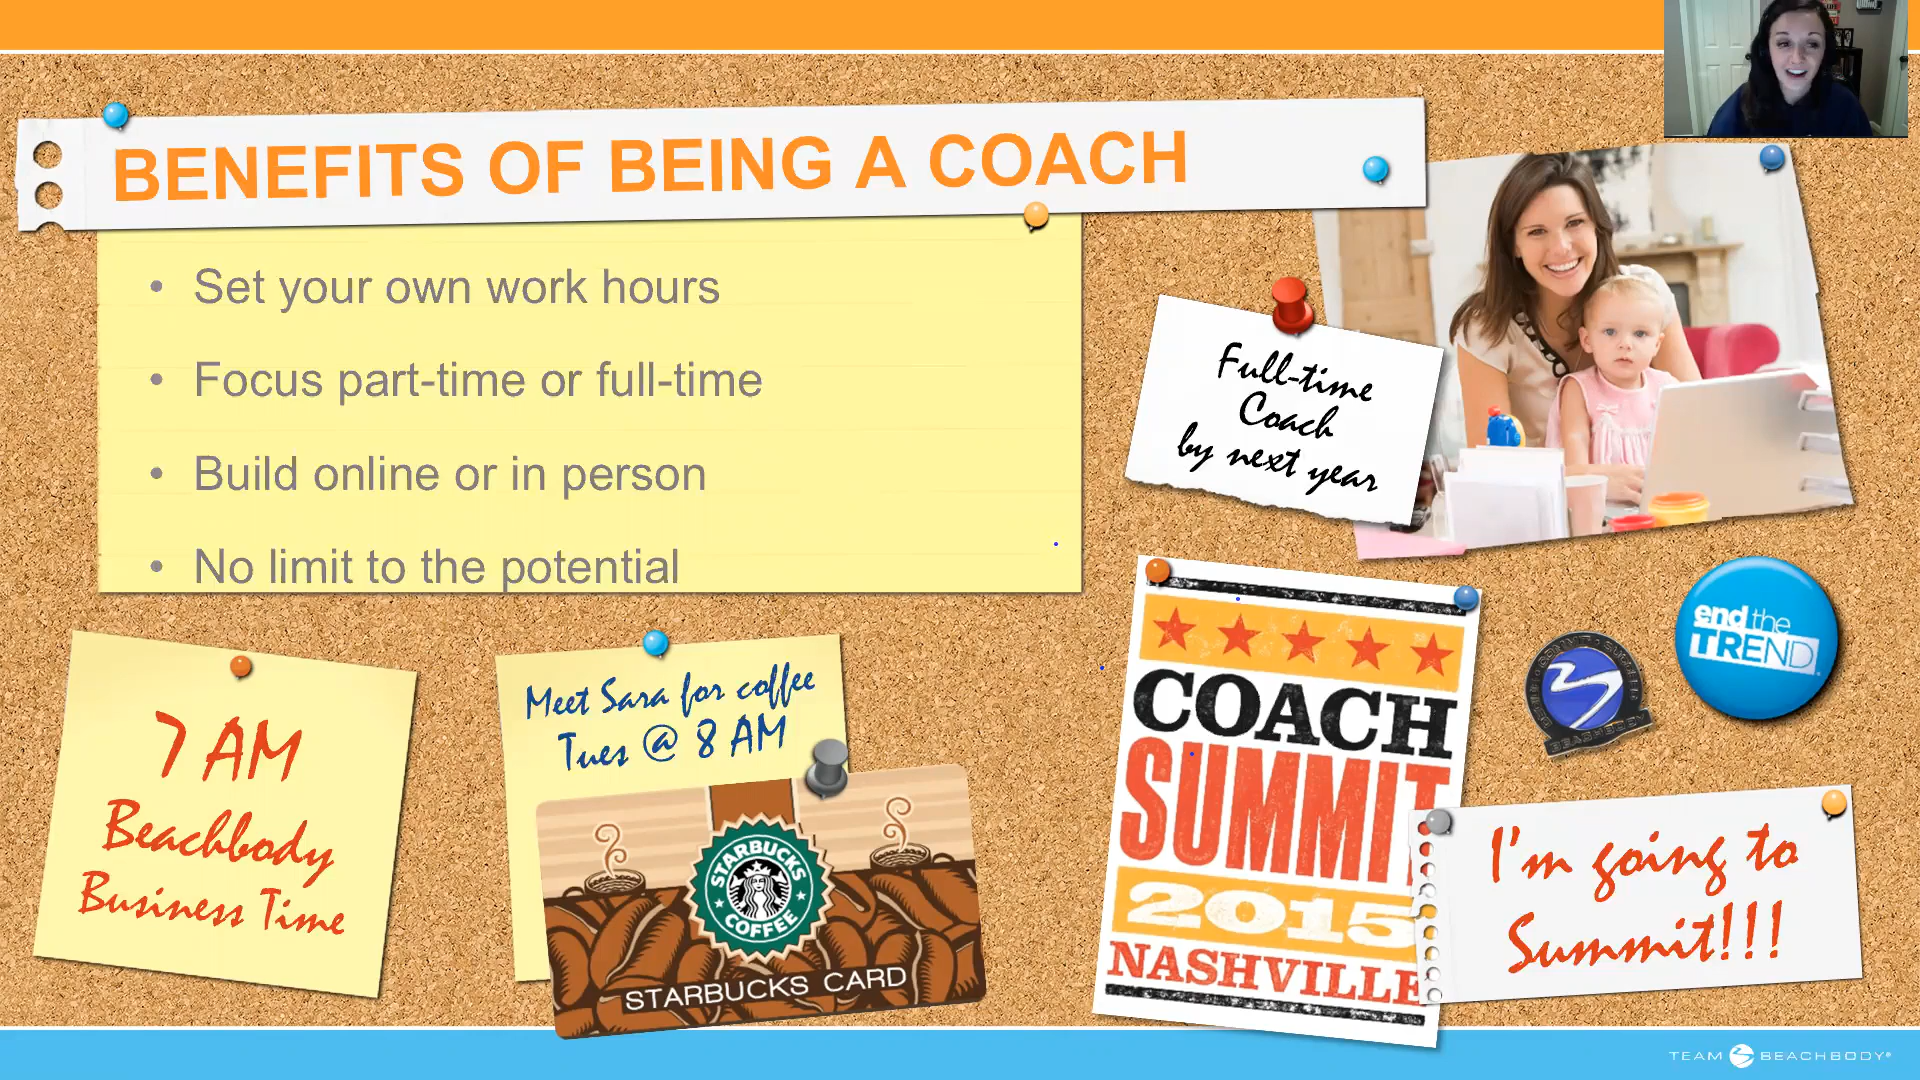 BENEFITS OF BEING A COACH
• Set your own work hours
• Focus part-time or full-time
• Build online or in person
• No limit to the potential
Full-time
Coach
by next year
7 AM
Beachbody
Business Time
Meet Sara for coffee
Tues @ 8 AM
STARBUCKS
COFFEE
STARBUCKS CARD
COACH
SUMMIT
2015
NASHVILLE
end the
TREND
BEACHBODY
I'm going to
Summit!!!
TEAM BEACHBODY®